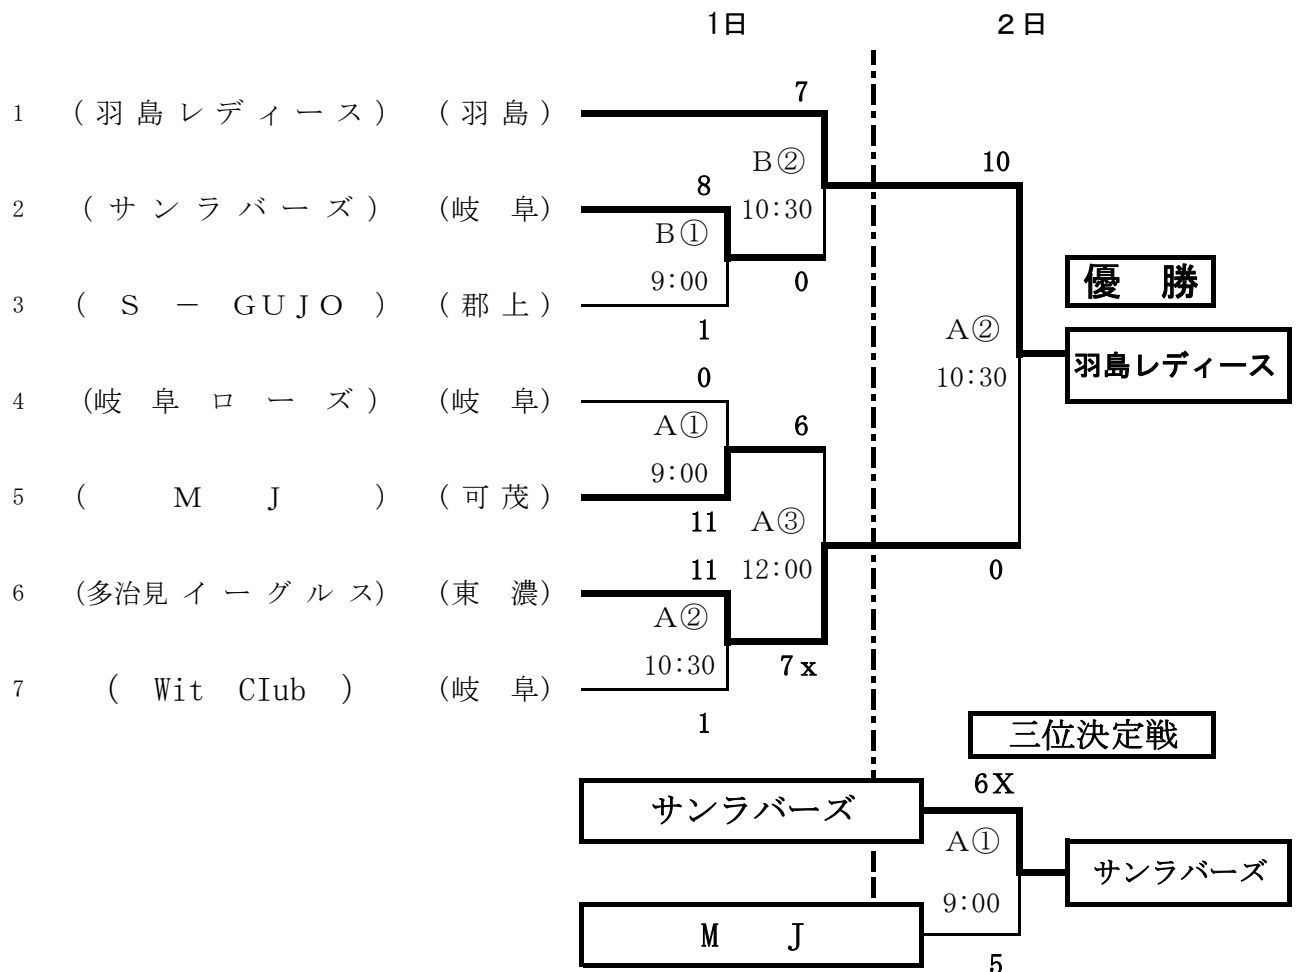 1日 2日
7
1 (羽島レディース) (羽島)
B② 10
8
2 (サンラバーズ) (岐 阜) 10:30
B①
9:00 0 優 勝
3 (S－GUJO) (郡上)
1 A② 羽島レディース
0 10:30
4 (岐 阜 ロ ー ズ) (岐 阜)
A① 6
9:00
5 (M J) (可茂)
11 A③
11 12:00 0
6 (多治見イーグルス) (東 濃)
A②
10:30 7x
7 (Wit CIub) (岐 阜)
1 三位決定戦
6X
サンラバーズ
A①
サンラバーズ
9:00
M J
5